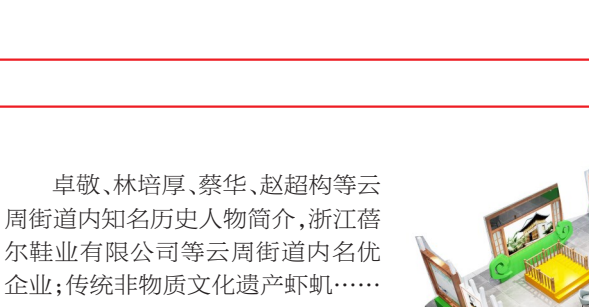 卓敬、林培厚、蔡华、赵超构等云
周街道内知名历史人物简介，浙江蓓
尔鞋业有限公司等云周街道内名优
企业；传统非物质文化遗产虾虮……